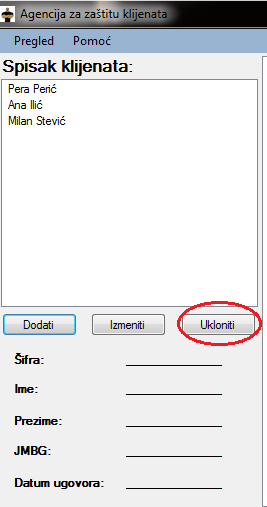 Agencija za zaštitu klijenata
Pregled Pomoć
Spisak klijenata:
Pera Perić
Ana Ilić
Milan Stević
Dodati Izmeniti Ukloniti
Šifra:
Ime:
Prezime:
JMBG:
Datum ugovora: